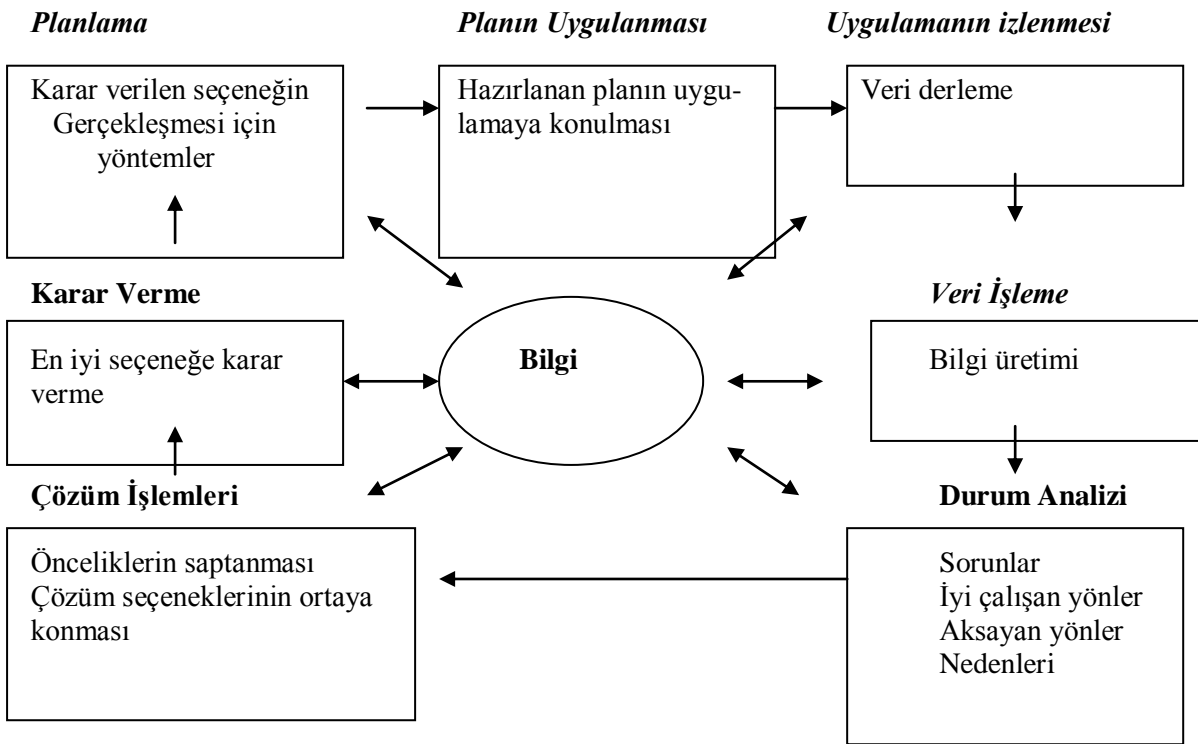 Planlama
Planın Uygulanması
Uygulamanın izlenmesi
Karar verilen seçeneğin
Gerçekleşmesi için
yöntemler
Hazırlanan planın uygu-
lamaya konulması
Veri derleme
Karar Verme
Veri İşleme
En iyi seçeneğe karar
verme
Bilgi
Bilgi üretimi
Çözüm İşlemleri
Durum Analizi
Önceliklerin saptanması
Çözüm seçeneklerinin ortaya
konması
Sorunlar
İyi çalışan yönler
Aksayan yönler
Nedenleri